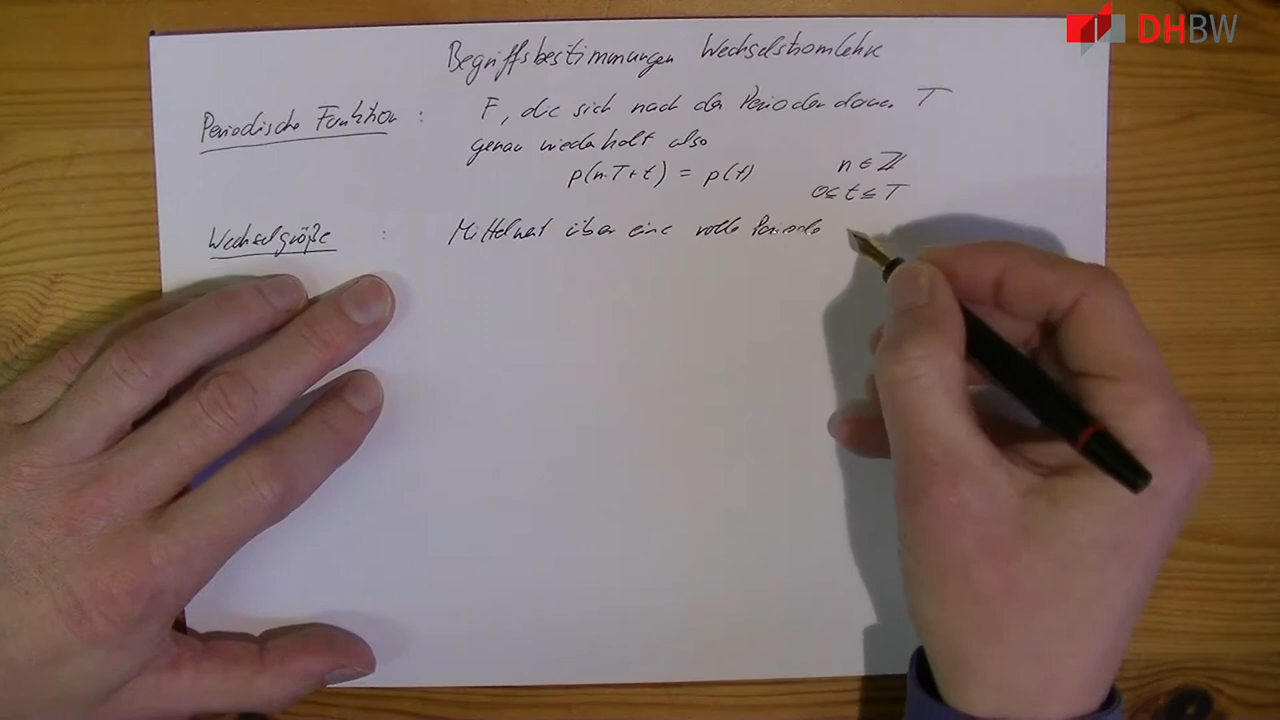 DHBW
Begriffsbestimmungen Wechselstromlehre
Periodische Funktion : F, die sich nach der Periodendauer T
genau wiederholt also
p(n·T+t) = p(t) n ∈ ℤ
0 ≤ t ≤ T
Wechselgröße : Mittelwert über eine volle Periode